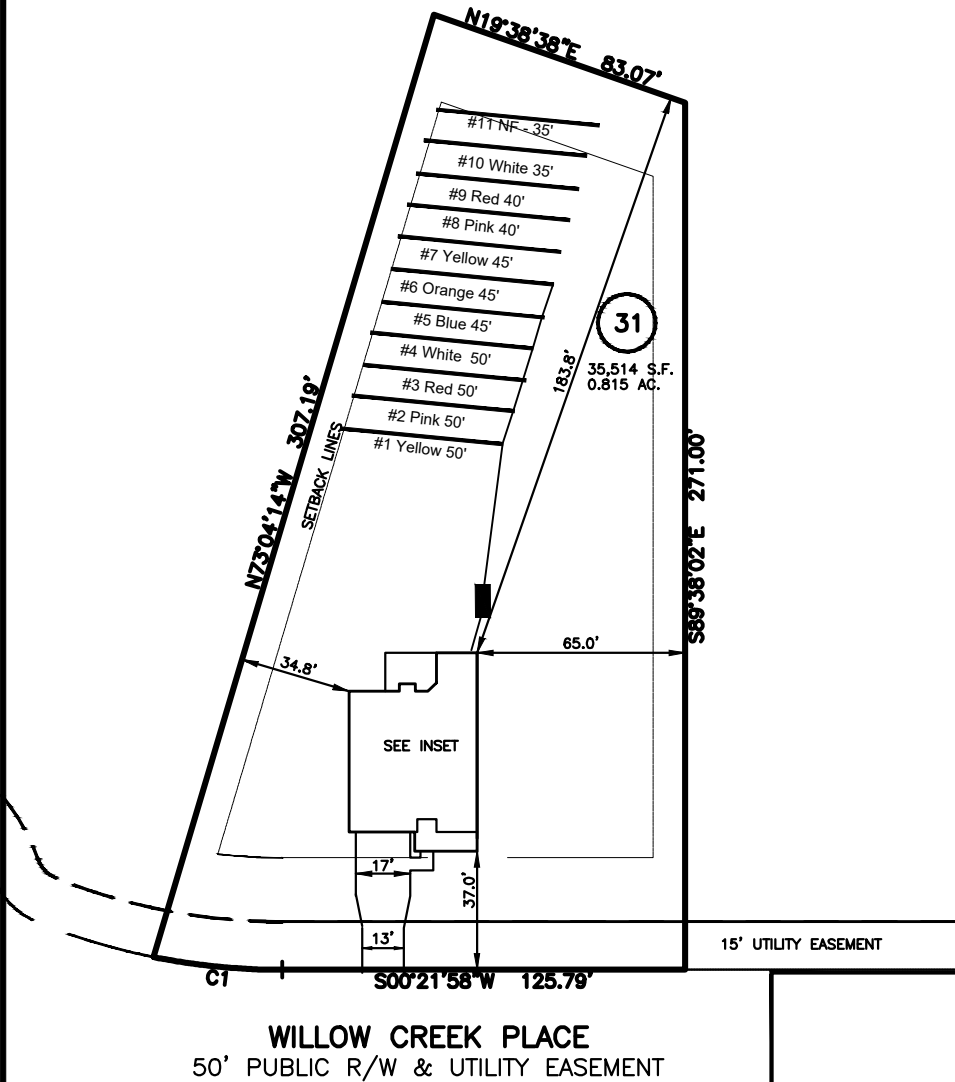 N19°38'38"E 83.07'
#11 NF - 35'
#10 White 35'
#9 Red 40'
#8 Pink 40'
#7 Yellow 45'
#6 Orange 45'
#5 Blue 45'
#4 White 50'
#3 Red 50'
#2 Pink 50'
#1 Yellow 50'
31
35,514 S.F.
0.815 AC.
183.8'
N73°04'14"W 307.19'
SETBACK LINES
S89°38'02"E 271.00'
65.0'
34.8'
SEE INSET
17'
37.0'
13'
15' UTILITY EASEMENT
C1
S00°21'58"W 125.79'
WILLOW CREEK PLACE
50' PUBLIC R/W & UTILITY EASEMENT